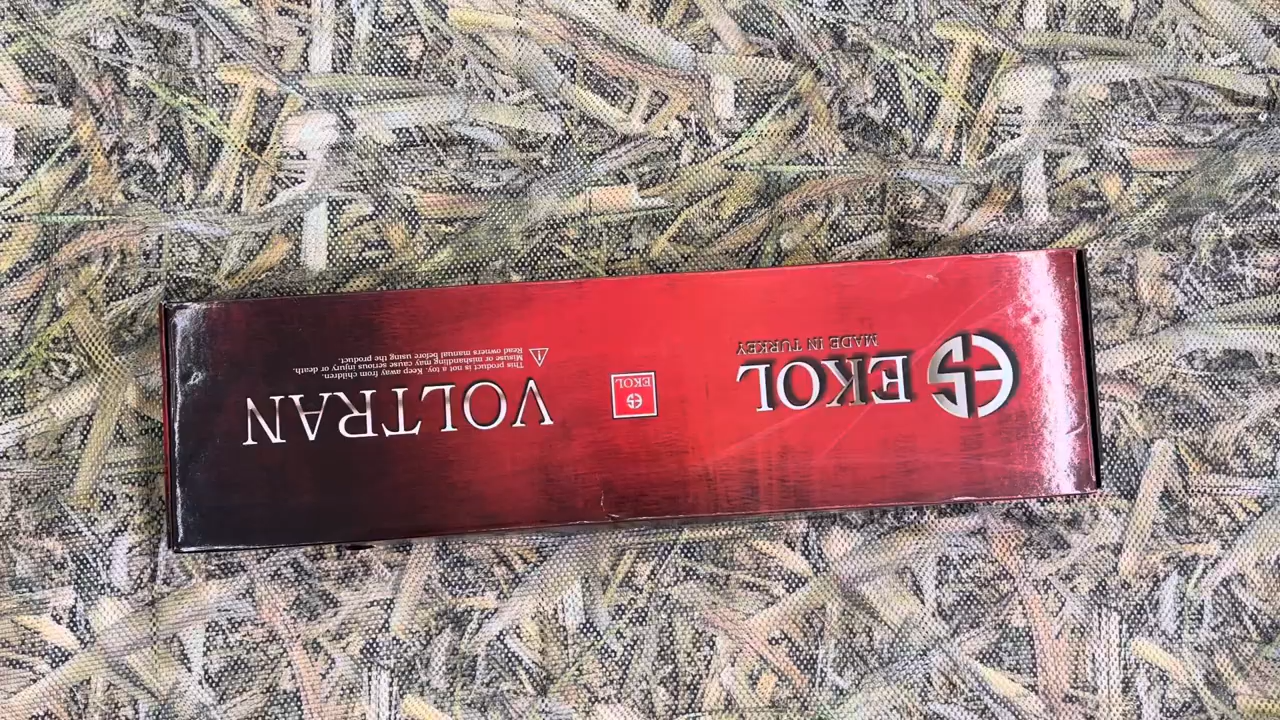 EKOL
MADE IN TURKEY
EKOL
VOLTRAN
This product is not a toy. Keep away from children.
Misuse or mishandling may cause serious injury or death.
Read owners manual before using the product.